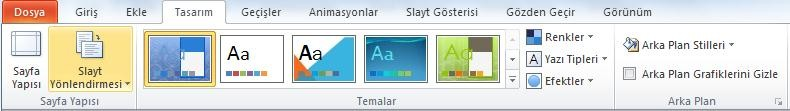 Dosya Giriş Ekle Tasarım Geçişler Animasyonlar Slayt Gösterisi Gözden Geçir Görünüm
Sayfa Yapısı
Slayt Yönlendirmesi
Sayfa Yapısı
Aa
Aa
Aa
Aa
Aa
Temalar
Renkler
Yazı Tipleri
Efektler
Arka Plan Stilleri
Arka Plan Grafiklerini Gizle
Arka Plan